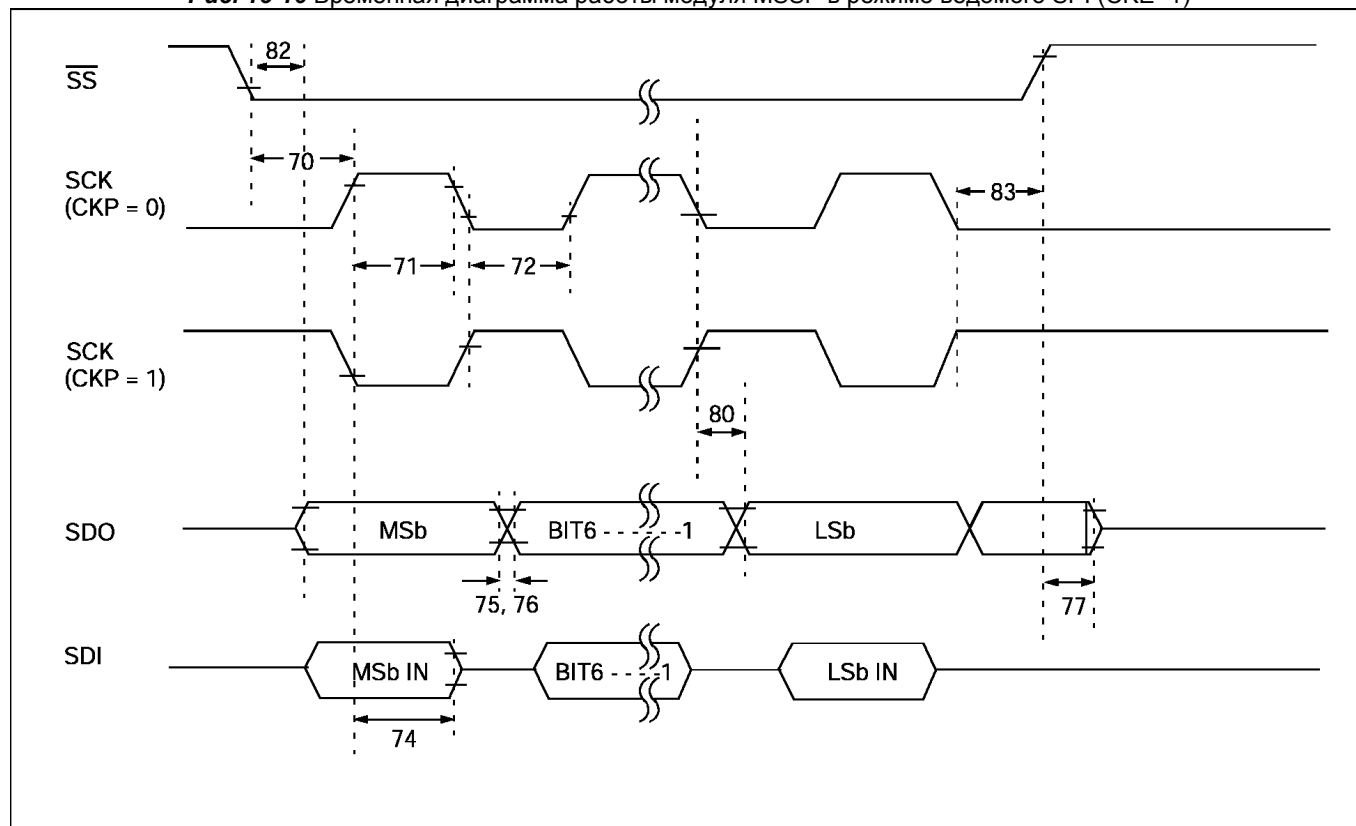 82
SS
70
SCK
(CKP = 0)
83
71
72
SCK
(CKP = 1)
80
SDO
MSb
BIT6 - - - - - -1
LSb
75, 76
77
SDI
MSb IN
BIT6 - - - -1
LSb IN
74